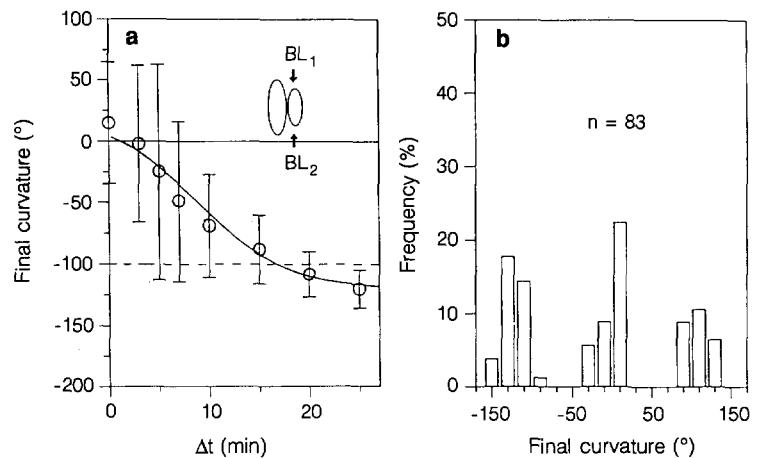 a
BL1
BL2
100
50
0
-50
-100
-150
-200
Final curvature (°)
0
10
20
Δt (min)
b
n = 83
50
40
30
20
10
0
Frequency (%)
-150
-50
50
150
Final curvature (°)